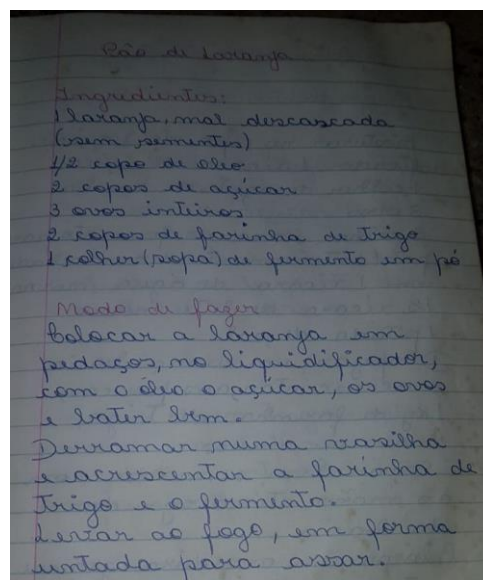 Pão de Laranja
Ingredientes:
1 laranja, mal descascada
(sem sementes)
1/2 copo de óleo
2 copos de açúcar
3 ovos inteiros
2 copos de farinha de trigo
1 colher (sopa) de fermento em pó
Modo de fazer
Colocar a laranja em
pedaços, no liquidificador,
com o óleo o açúcar, os ovos
e bater bem.
Derramar numa vasilha
e acrescentar a farinha de
trigo e o fermento.
Levar ao fogo, em forma
untada para assar.